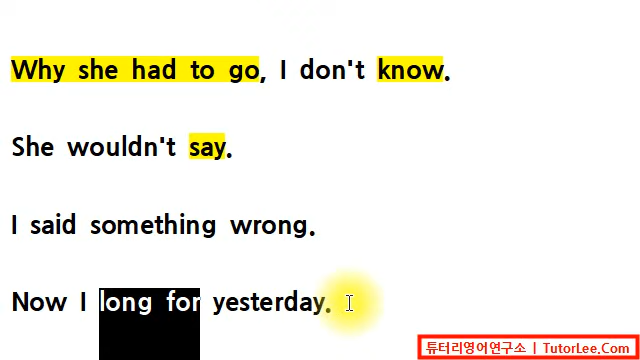 Why she had to go, I don't know.
She wouldn't say.
I said something wrong.
Now I long for yesterday.
튜터리영어연구소 | TutorLee.Com